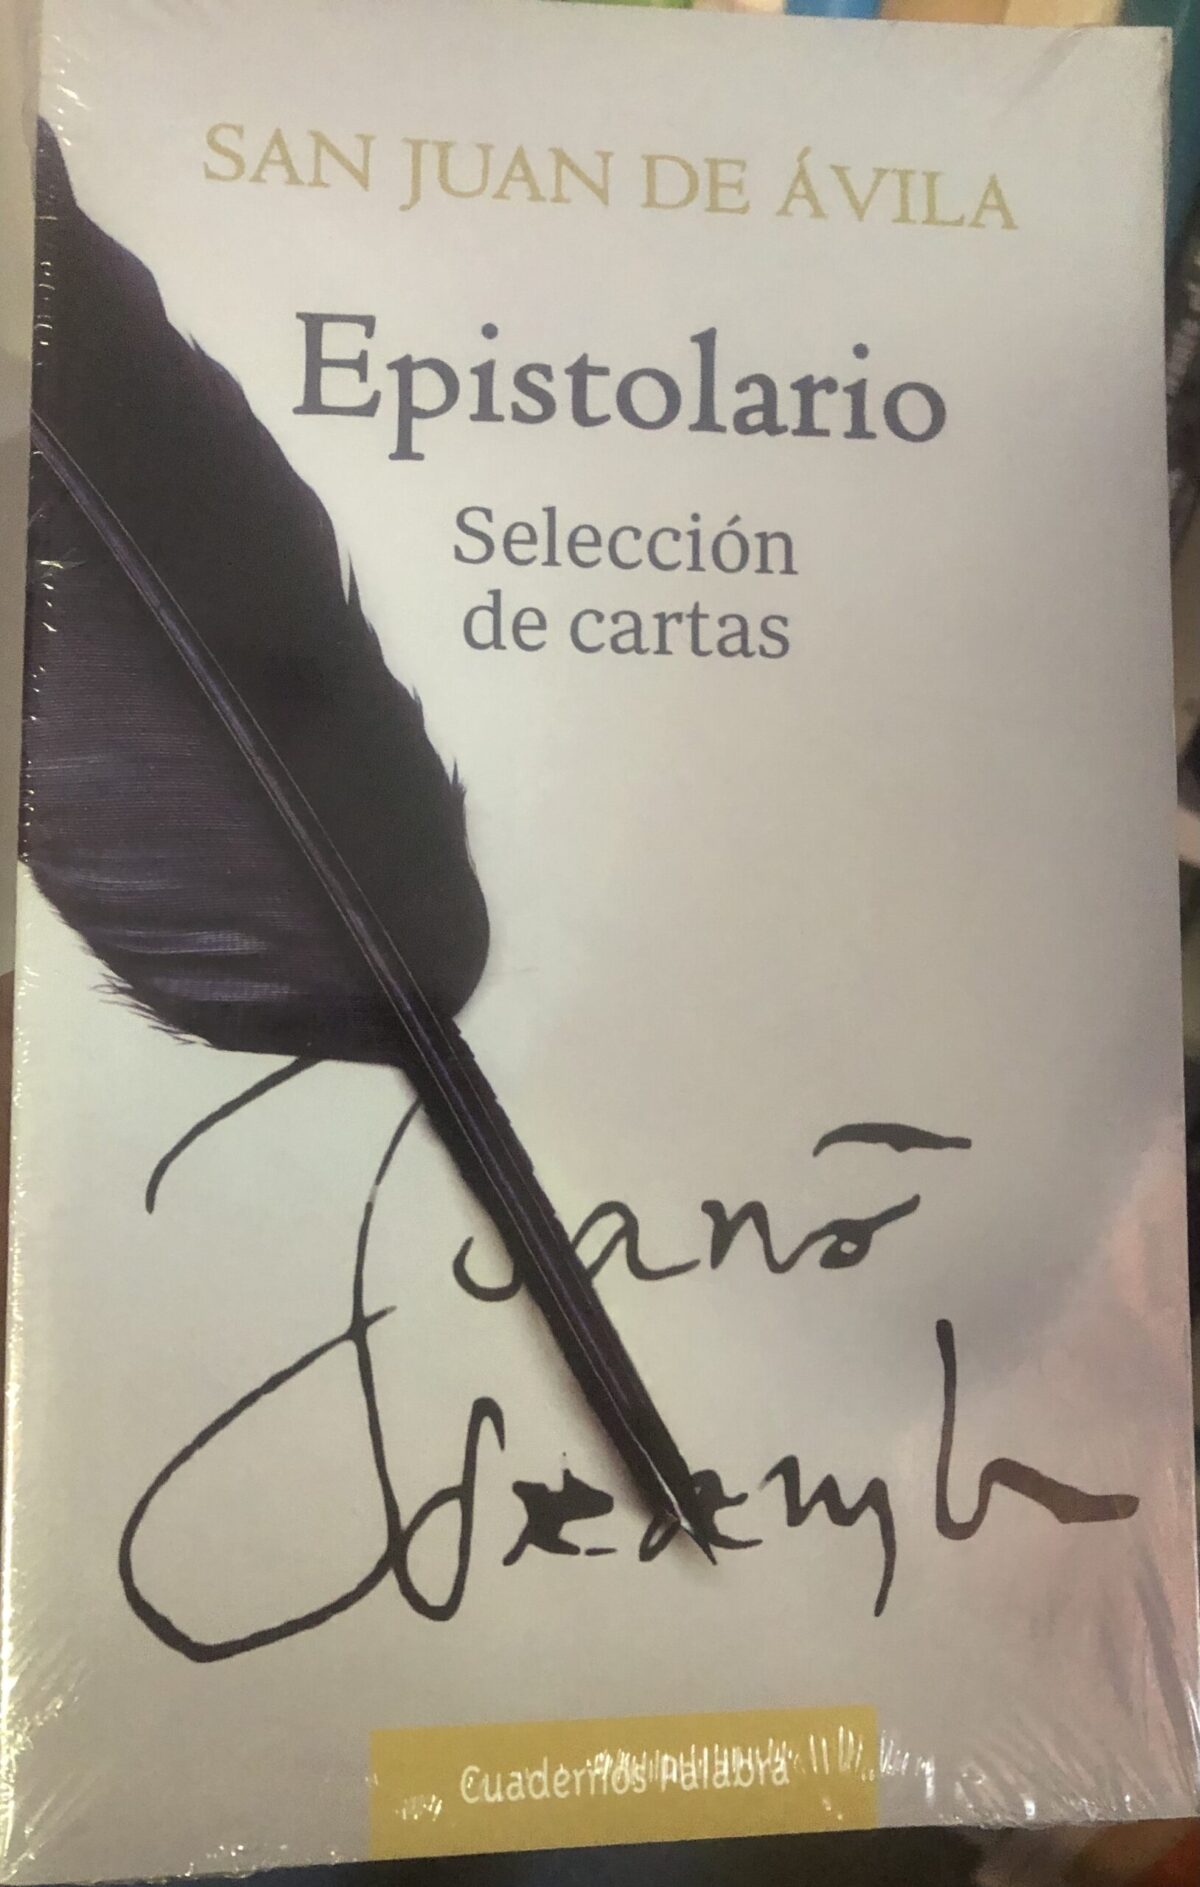 SAN JUAN DE ÁVILA
Epistolario
Selección
de cartas
Cuadernos Palabra